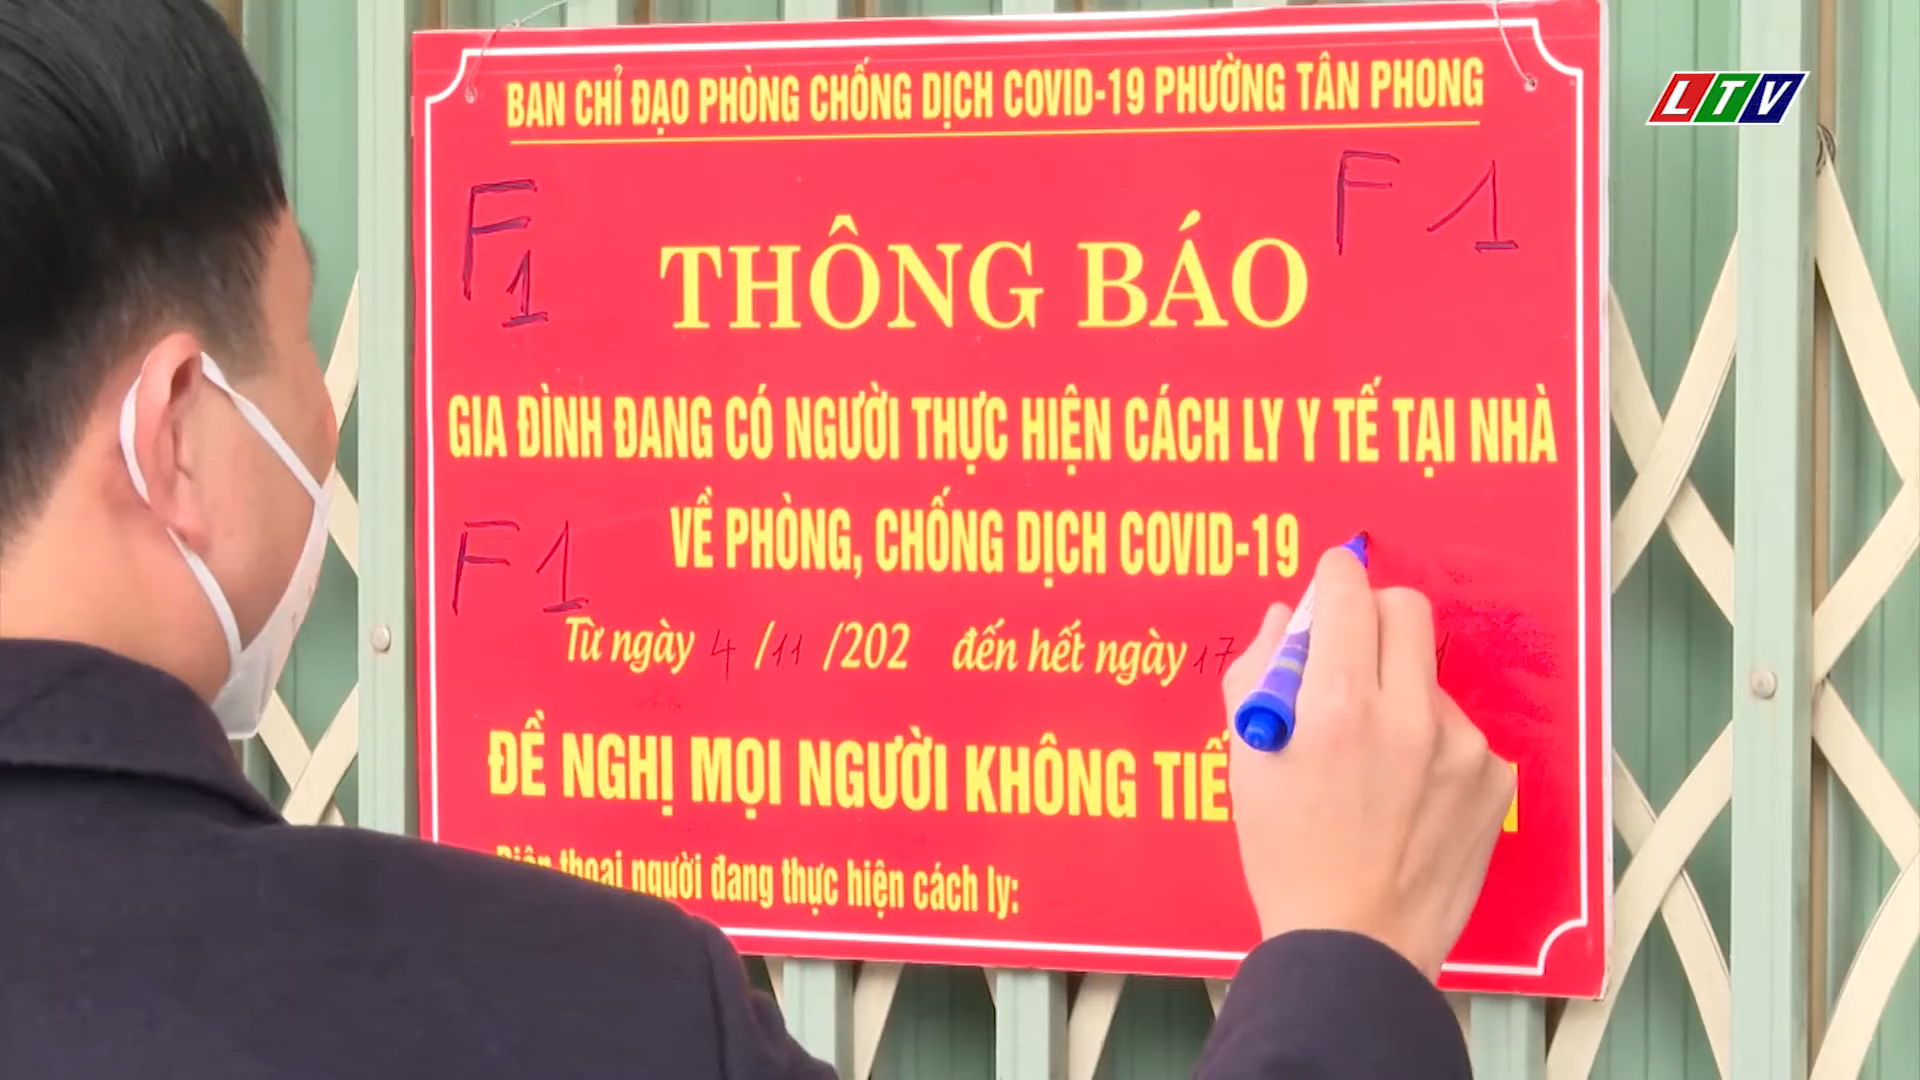 LTV
BAN CHỈ ĐẠO PHÒNG CHỐNG DỊCH COVID-19 PHƯỜNG TÂN PHONG
F1 F1
THÔNG BÁO
GIA ĐÌNH ĐANG CÓ NGƯỜI THỰC HIỆN CÁCH LY Y TẾ TẠI NHÀ
VỀ PHÒNG, CHỐNG DỊCH COVID-19
F1
Từ ngày 4/11/202 đến hết ngày 17
ĐỀ NGHỊ MỌI NGƯỜI KHÔNG
Điện thoại người đang thực hiện cách ly: